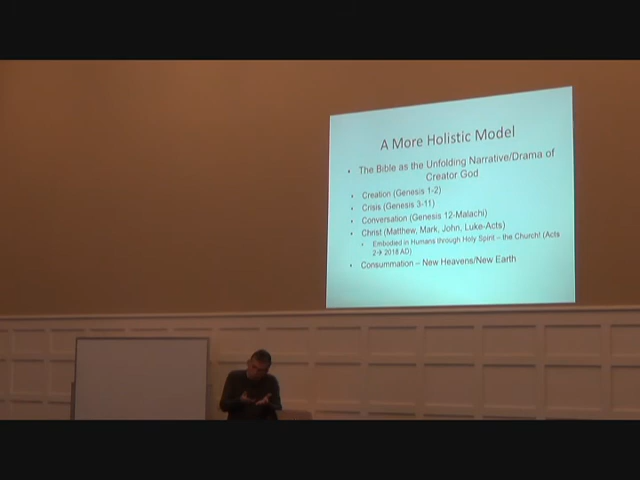 A More Holistic Model
• The Bible as the Unfolding Narrative/Drama of
Creator God
• Creation (Genesis 1-2)
• Crisis (Genesis 3-11)
• Conversation (Genesis 12-Malachi)
• Christ (Matthew, Mark, John, Luke-Acts)
• Embodied in Humans through Holy Spirit – the Church! (Acts
2→ 2018 AD)
• Consummation – New Heavens/New Earth